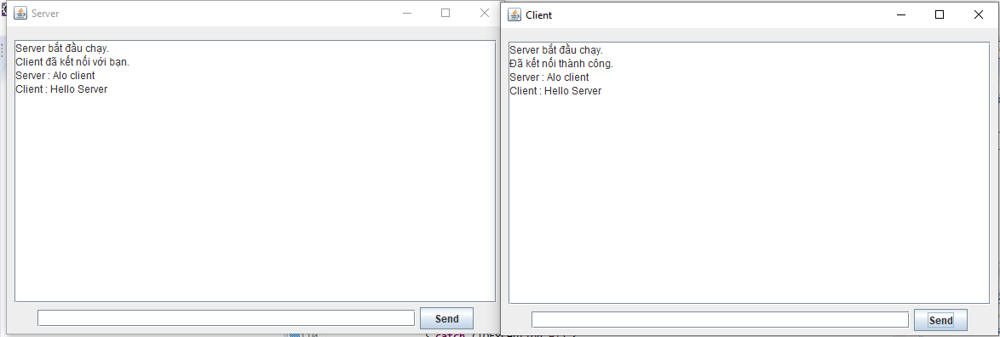 Server
Server bắt đầu chạy.
Client đã kết nối với bạn.
Server : Alo client
Client : Hello Server
Send
Client
Server bắt đầu chạy.
Đã kết nối thành công.
Server : Alo client
Client : Hello Server
Send